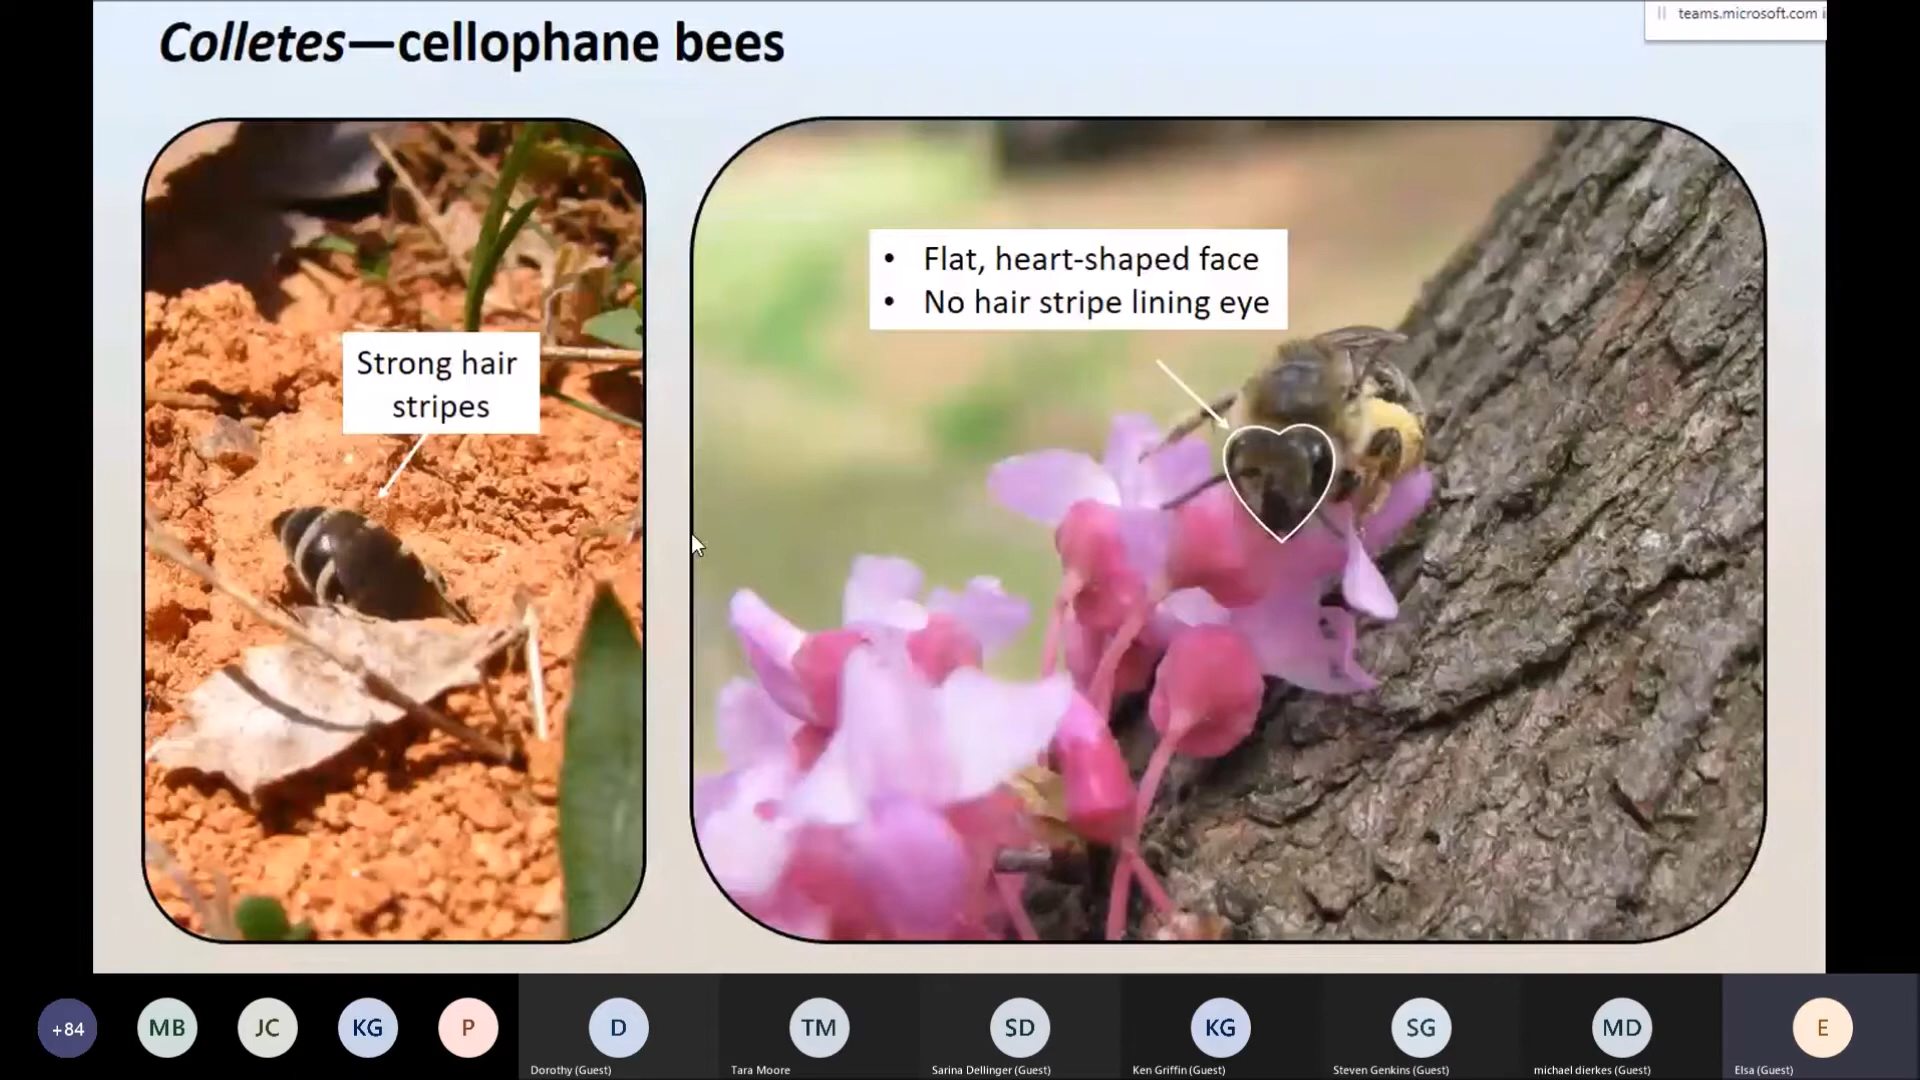 Colletes—cellophane bees
teams.microsoft.com i
• Flat, heart-shaped face
• No hair stripe lining eye
Strong hair
stripes
+84
MB
JC
KG
P
D
TM
SD
KG
SG
MD
E
Dorothy (Guest)
Tara Moore
Sarina Dellinger (Guest)
Ken Griffin (Guest)
Steven Genkins (Guest)
michael dierkes (Guest)
Elsa (Guest)